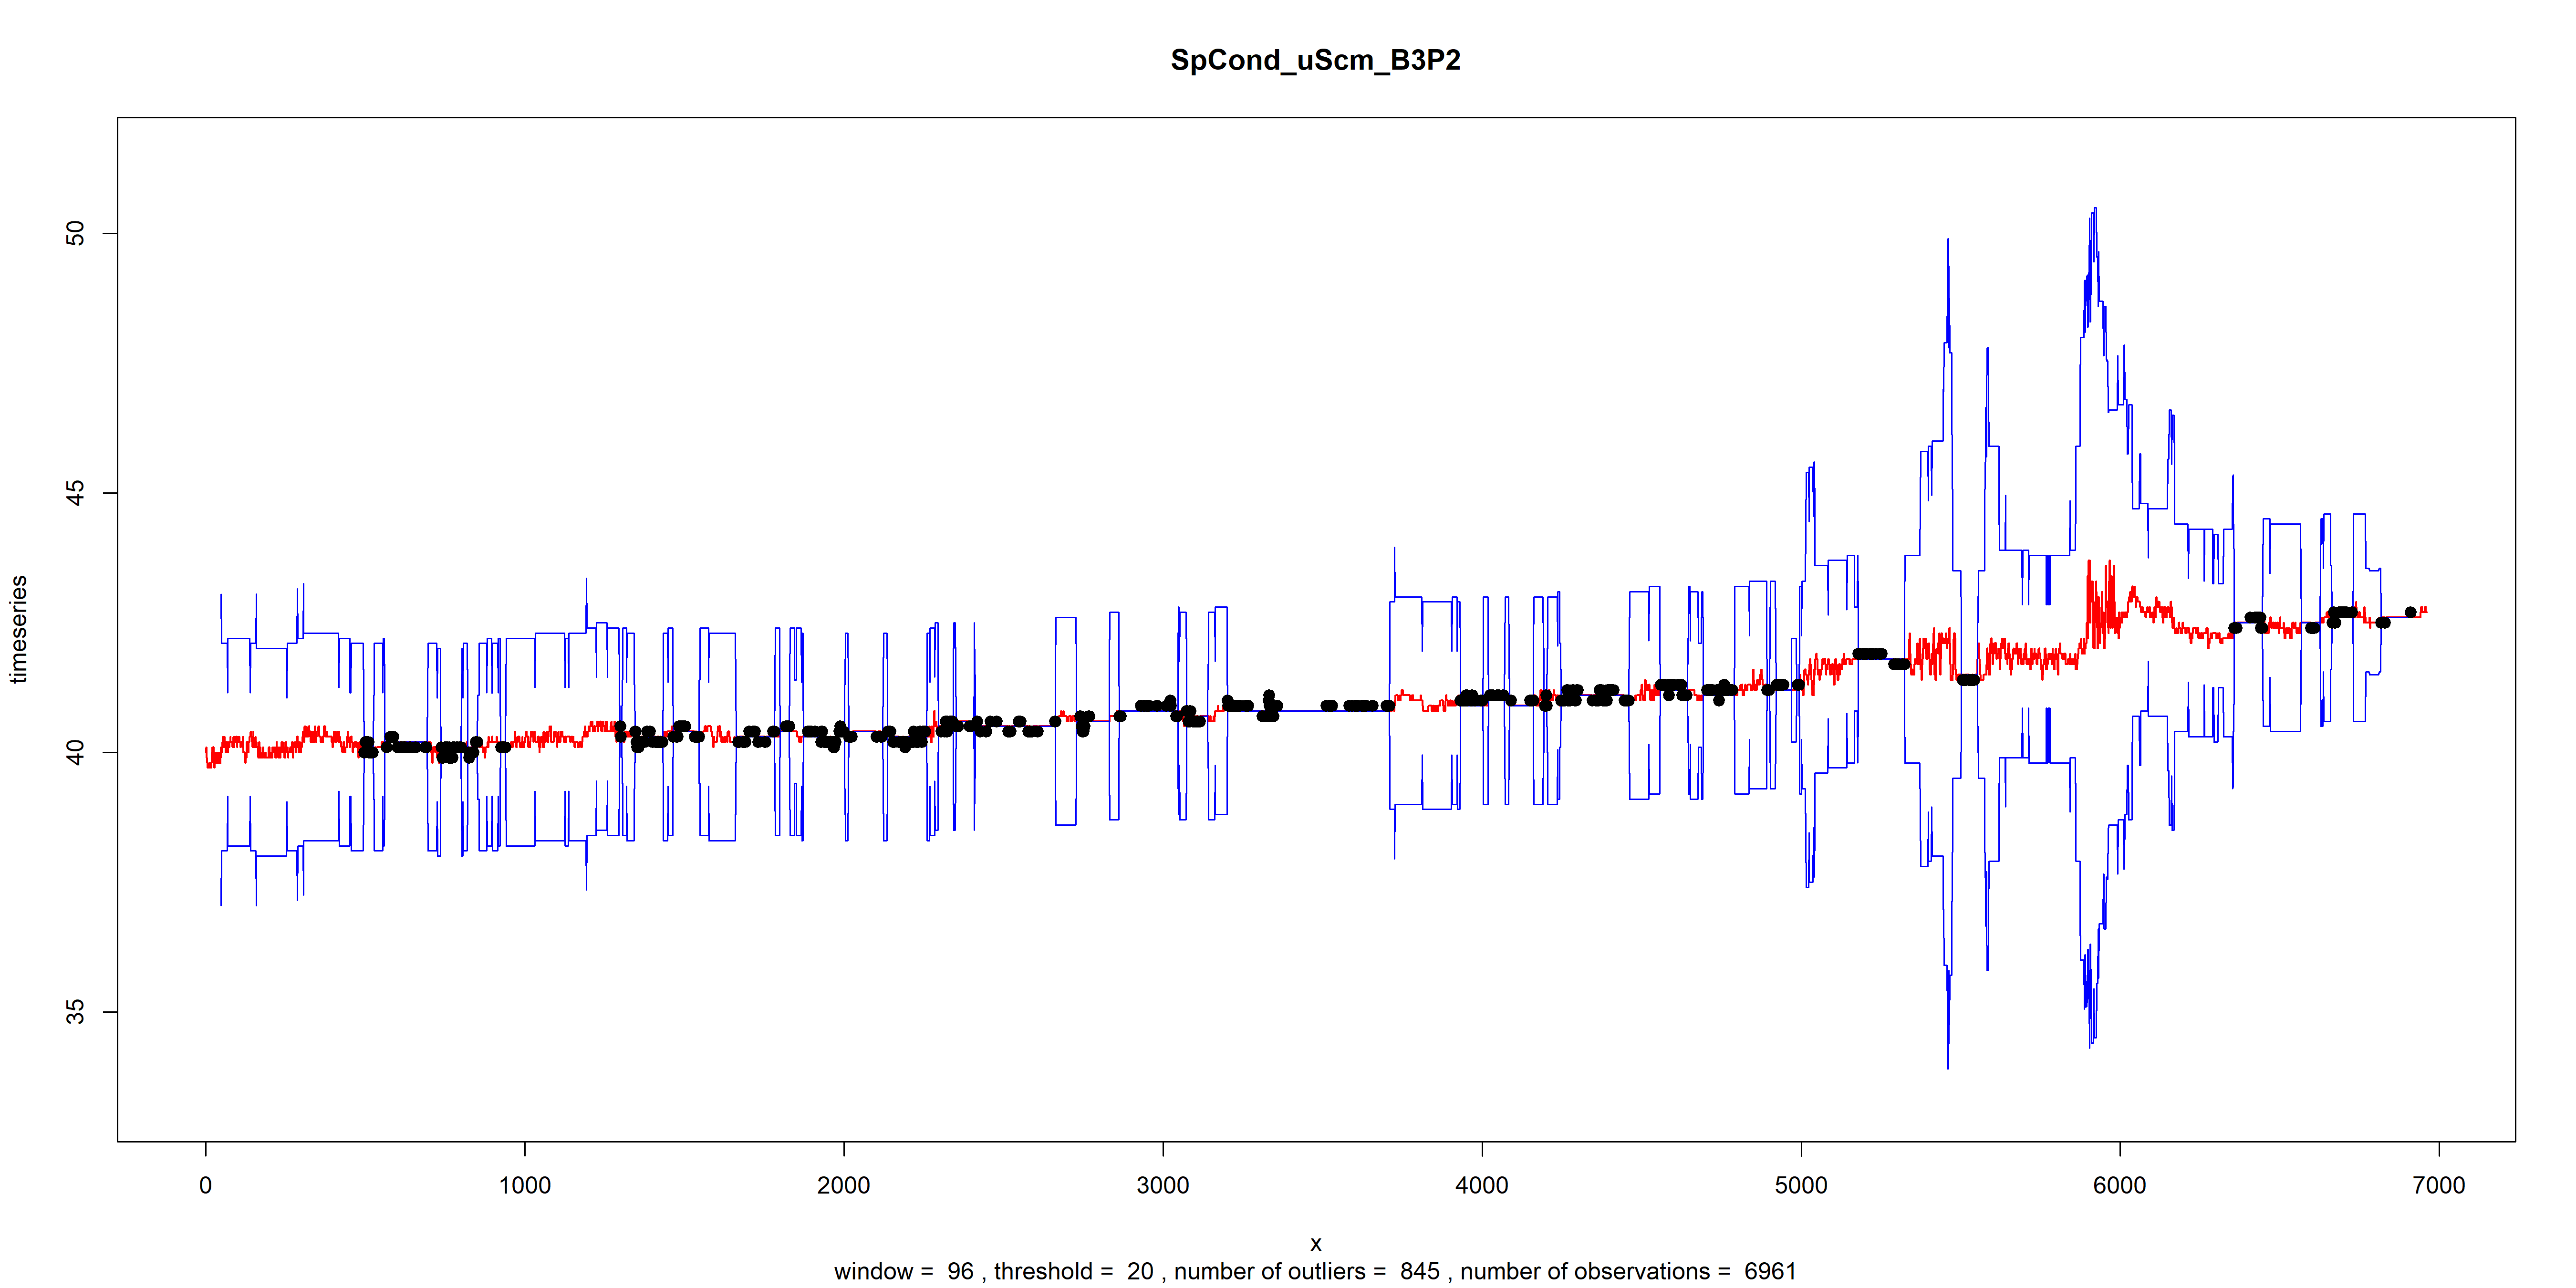 SpCond_uScm_B3P2
timeseries
50
45
40
35
0 1000 2000 3000 4000 5000 6000 7000
x
window = 96 , threshold = 20 , number of outliers = 845 , number of observations = 6961